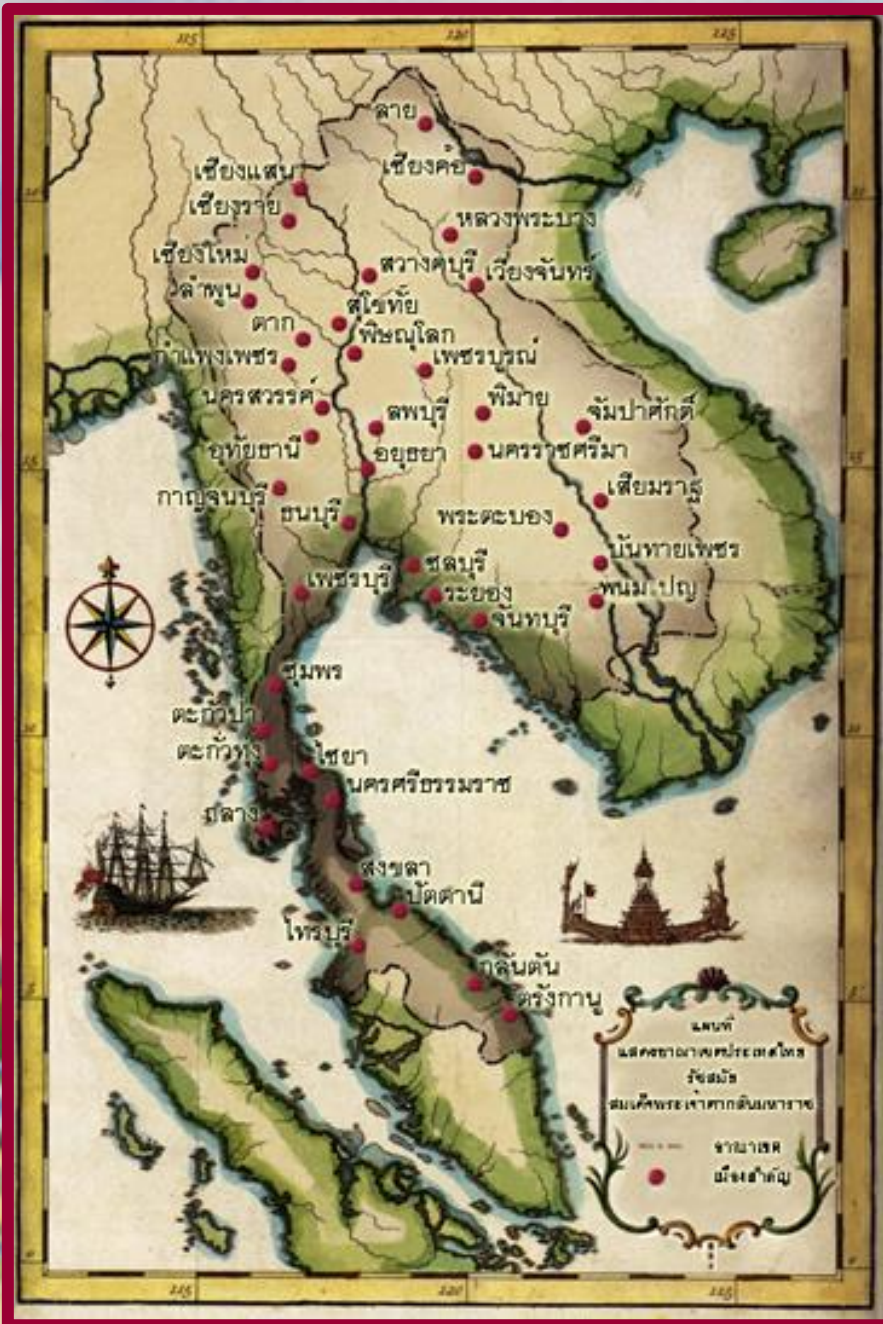 115 120 125
ลาย
เชียงค้อ
เชียงแสน
เชียงราย
หลวงพระบาง
เชียงใหม่
สวางคบุรี
เวียงจันทร์
ลำพูน
สุโขทัย
ตาก
พิษณุโลก
กำแพงเพชร
เพชรบูรณ์
นครสวรรค์
พิมาย
ลพบุรี
จัมปาศักดิ์
อุทัยธานี
อยุธยา
นครราชศรีมา
15
กาญจนบุรี
เสียมราฐ
ธนบุรี
พระตะบอง
บันทายเพชร
ชลบุรี
เพชรบุรี
ระยอง
พนมเปญ
จันทบุรี
ชุมพร
ตะกั่วป่า
10
ตะกั่วทุ่ง
ไชยา
นครศรีธรรมราช
ถลาง
สงขลา
ปัตตานี
ไทรบุรี
กลันตัน
ตรังกานู
5
แผนที่
แสดงอาณาเขตประเทศไทย
รัชสมัย
สมเด็จพระเจ้าตากสินมหาราช
อาณาเขต
เมืองสำคัญ
0
115 120 125